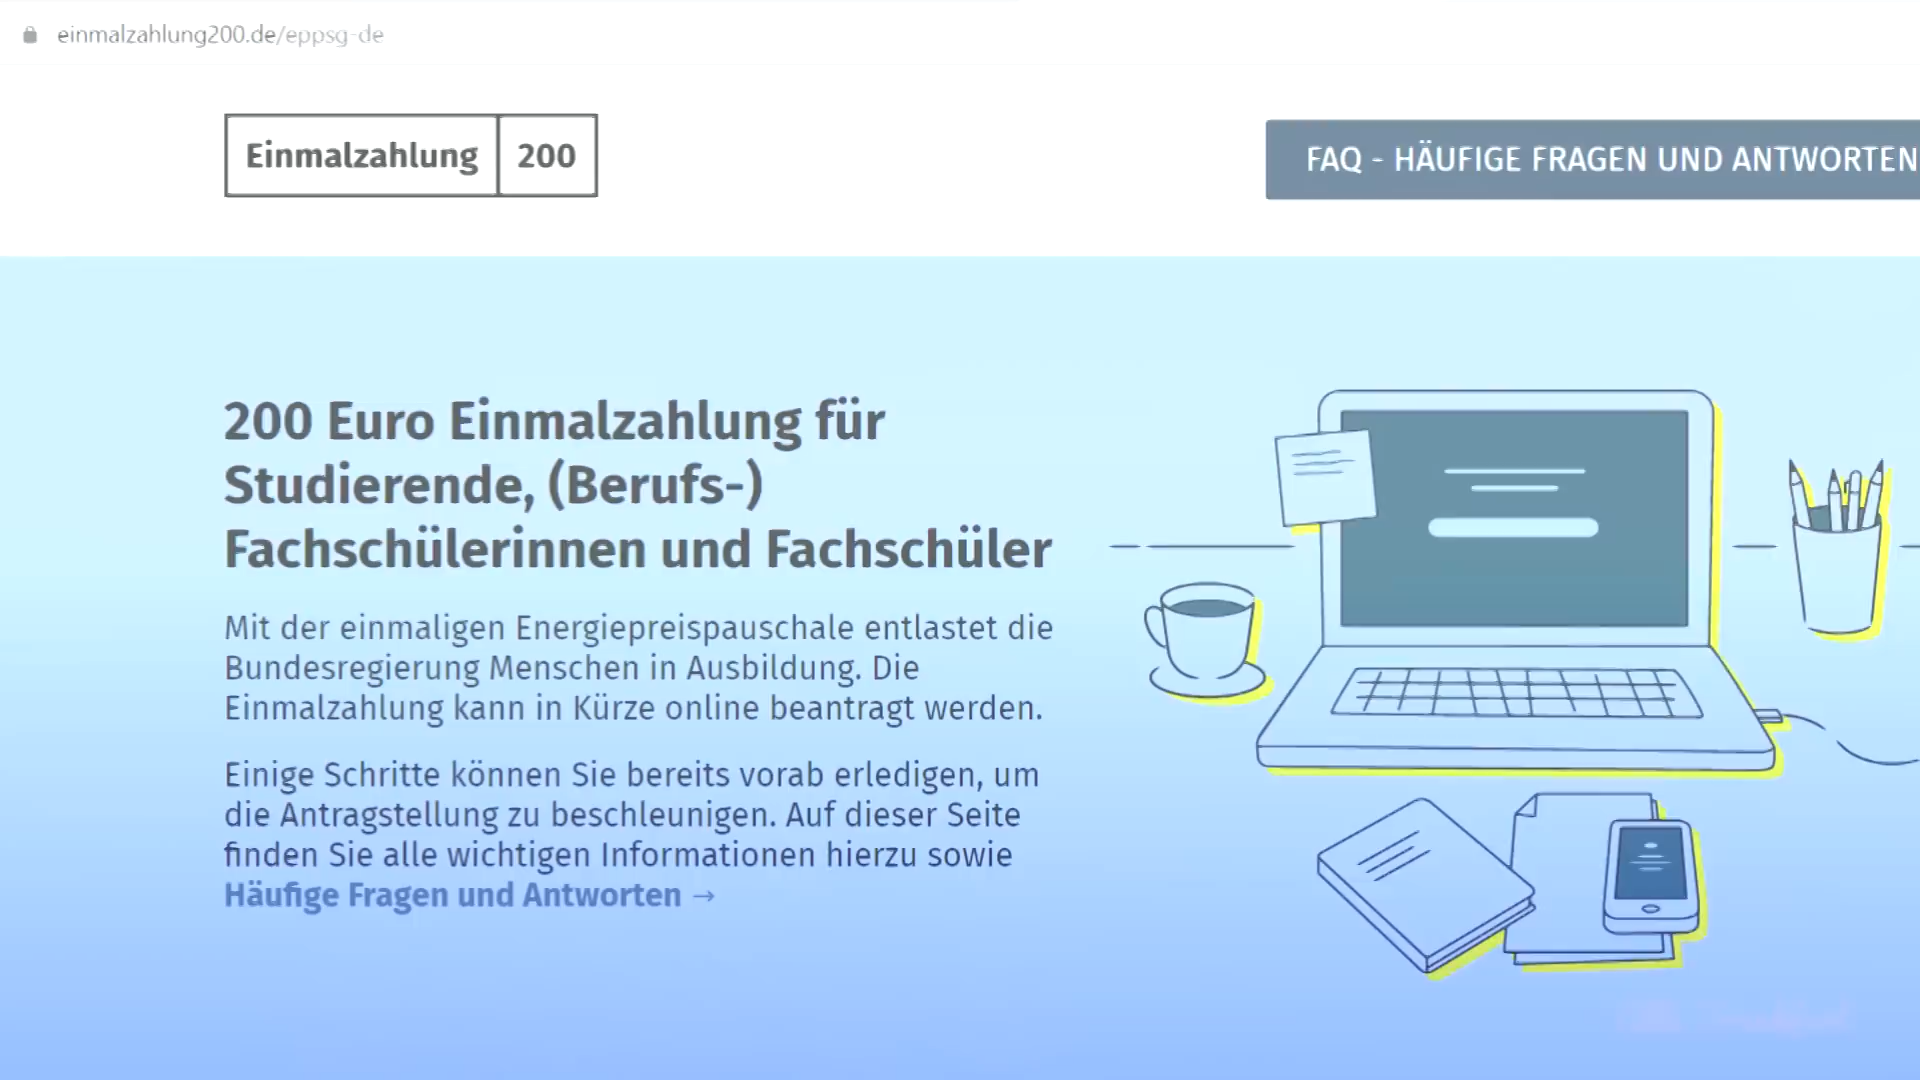 einmalzahlung200.de/eppsg-de
Einmalzahlung 200
FAQ - HÄUFIGE FRAGEN UND ANTWORTEN
200 Euro Einmalzahlung für
Studierende, (Berufs-)
Fachschülerinnen und Fachschüler
Mit der einmaligen Energiepreispauschale entlastet die
Bundesregierung Menschen in Ausbildung. Die
Einmalzahlung kann in Kürze online beantragt werden.
Einige Schritte können Sie bereits vorab erledigen, um
die Antragstellung zu beschleunigen. Auf dieser Seite
finden Sie alle wichtigen Informationen hierzu sowie
Häufige Fragen und Antworten →